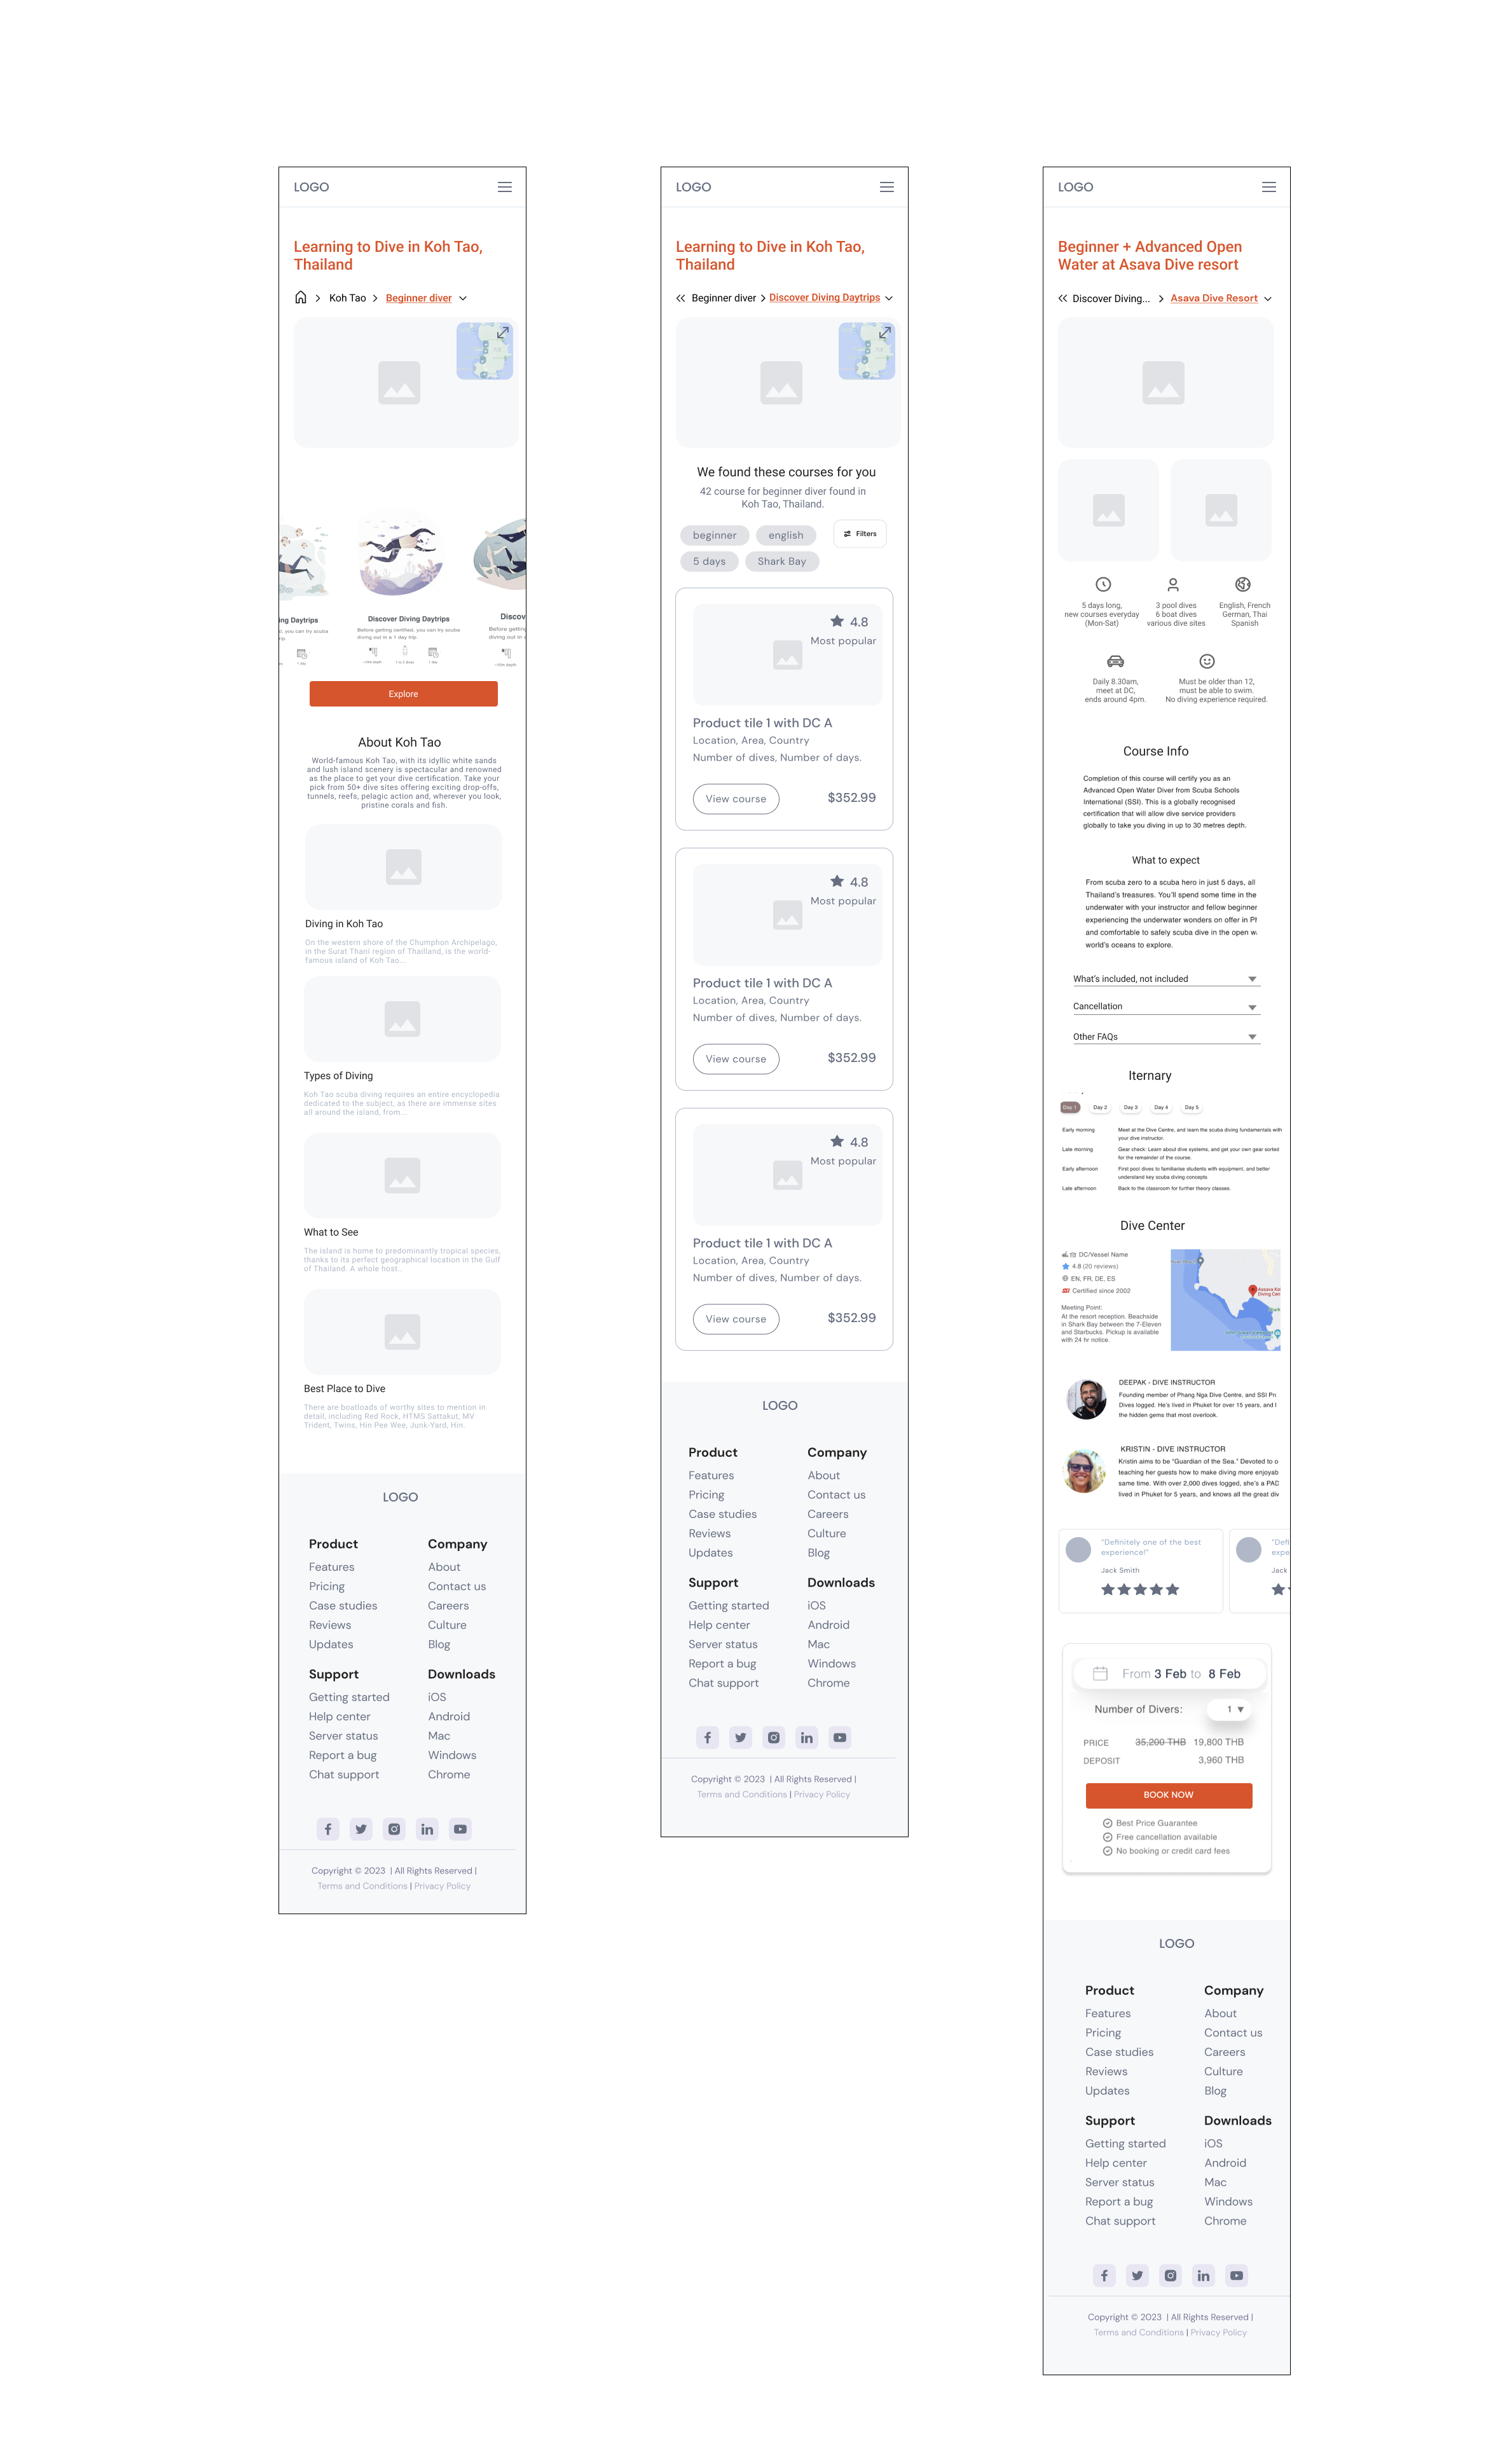 LOGO
Learning to Dive in Koh Tao,
Thailand
Koh Tao
Beginner diver
ng Daytrips
d, you can try scuba
rip.
1 day
Discover Diving Daytrips
Before getting certified, you can try scuba
diving out in a 1 day trip.
1 to 2 dives
1 day
Discov
Before gettin
diving out in
Explore
About Koh Tao
World-famous Koh Tao, with its idyllic white sands
and lush island scenery is spectacular and renowned
as the place to get your dive certification. Take your
pick from 50+ dive sites offering exciting drop-offs,
tunnels, reefs, pelagic action and, wherever you look,
pristine corals and fish.
Diving in Koh Tao
On the western shore of the Chumphon Archipelago,
in the Surat Thani region of Thailland, is the world-
famous island of Koh Tao...
Types of Diving
Koh Tao scuba diving requires an entire encyclopedia
dedicated to the subject, as there are immense sites
all around the island, from...
What to See
The island is home to predominantly tropical species,
thanks to its perfect geographical location in the Gulf
of Thailand. A whole host..
Best Place to Dive
There are boatloads of worthy sites to mention in
detail, including Red Rock, HTMS Sattakut, MV
Trident, Twins, Hin Pee Wee, Junk-Yard, Hin.
LOGO
Product
Features
Pricing
Case studies
Reviews
Updates
Company
About
Contact us
Careers
Culture
Blog
Support
Getting started
Help center
Server status
Report a bug
Chat support
Downloads
iOS
Android
Mac
Windows
Chrome
Copyright © 2023 | All Rights Reserved |
Terms and Conditions | Privacy Policy
LOGO
Learning to Dive in Koh Tao,
Thailand
Beginner diver
Discover Diving Daytrips
We found these courses for you
42 course for beginner diver found in
Koh Tao, Thailand.
beginner
english
Filters
5 days
Shark Bay
4.8
Most popular
Product tile 1 with DC A
Location, Area, Country
Number of dives, Number of days.
View course
$352.99
4.8
Most popular
Product tile 1 with DC A
Location, Area, Country
Number of dives, Number of days.
View course
$352.99
4.8
Most popular
Product tile 1 with DC A
Location, Area, Country
Number of dives, Number of days.
View course
$352.99
LOGO
Product
Features
Pricing
Case studies
Reviews
Updates
Company
About
Contact us
Careers
Culture
Blog
Support
Getting started
Help center
Server status
Report a bug
Chat support
Downloads
iOS
Android
Mac
Windows
Chrome
Copyright © 2023 | All Rights Reserved |
Terms and Conditions | Privacy Policy
LOGO
Beginner + Advanced Open
Water at Asava Dive resort
Discover Diving...
Asava Dive Resort
5 days long,
new courses everyday
(Mon-Sat)
3 pool dives
6 boat dives
various dive sites
English, French
German, Thai
Spanish
Daily 8.30am,
meet at DC,
ends around 4pm.
Must be older than 12,
must be able to swim.
No diving experience required.
Course Info
Completion of this course will certify you as an
Advanced Open Water Diver from Scuba Schools
International (SSI). This is a globally recognised
certification that will allow dive service providers
globally to take you diving in up to 30 metres depth.
What to expect
From scuba zero to a scuba hero in just 5 days, all
Thailand's treasures. You'll spend some time in the
underwater with your instructor and fellow beginner
experiencing the underwater wonders on offer in Ph
and comfortable to safely scuba dive in the open w
world's oceans to explore.
What's included, not included
Cancellation
Other FAQs
Iternary
Day 1
Day 2
Day 3
Day 4
Day 5
Early morning
Meet at the Dive Centre, and learn the scuba diving fundamentals with
your dive instructor.
Late morning
Gear check: Learn about dive systems, and get your own gear sorted
for the remainder of the course.
Early afternoon
First pool dives to familiarise students with equipment, and better
understand key scuba diving concepts
Late afternoon
Back to the classroom for further theory classes.
Dive Center
DC/Vessel Name
4.8 (20 reviews)
EN, FR, DE, ES
Certified since 2002
Meeting Point:
At the resort reception. Beachside
in Shark Bay between the 7-Eleven
and Starbucks. Pickup is available
with 24 hr notice.
Assava Ko
Diving Cen
DEEPAK - DIVE INSTRUCTOR
Founding member of Phang Nga Dive Centre, and SSI Pr
Dives logged. He's lived in Phuket for over 15 years, and l
the hidden gems that most overlook.
KRISTIN - DIVE INSTRUCTOR
Kristin aims to be "Guardian of the Sea." Devoted to o
teaching her guests how to make diving more enjoyab
same time. With over 2,000 dives logged, she's a PAD
lived in Phuket for 5 years, and knows all the great div
"Definitely one of the best
experience!"
Jack Smith
"Defi
expe
Jack
From 3 Feb to 8 Feb
Number of Divers:
1
PRICE
35,200 THB 19,800 THB
DEPOSIT
3,960 THB
BOOK NOW
Best Price Guarantee
Free cancellation available
No booking or credit card fees
LOGO
Product
Features
Pricing
Case studies
Reviews
Updates
Company
About
Contact us
Careers
Culture
Blog
Support
Getting started
Help center
Server status
Report a bug
Chat support
Downloads
iOS
Android
Mac
Windows
Chrome
Copyright © 2023 | All Rights Reserved |
Terms and Conditions | Privacy Policy